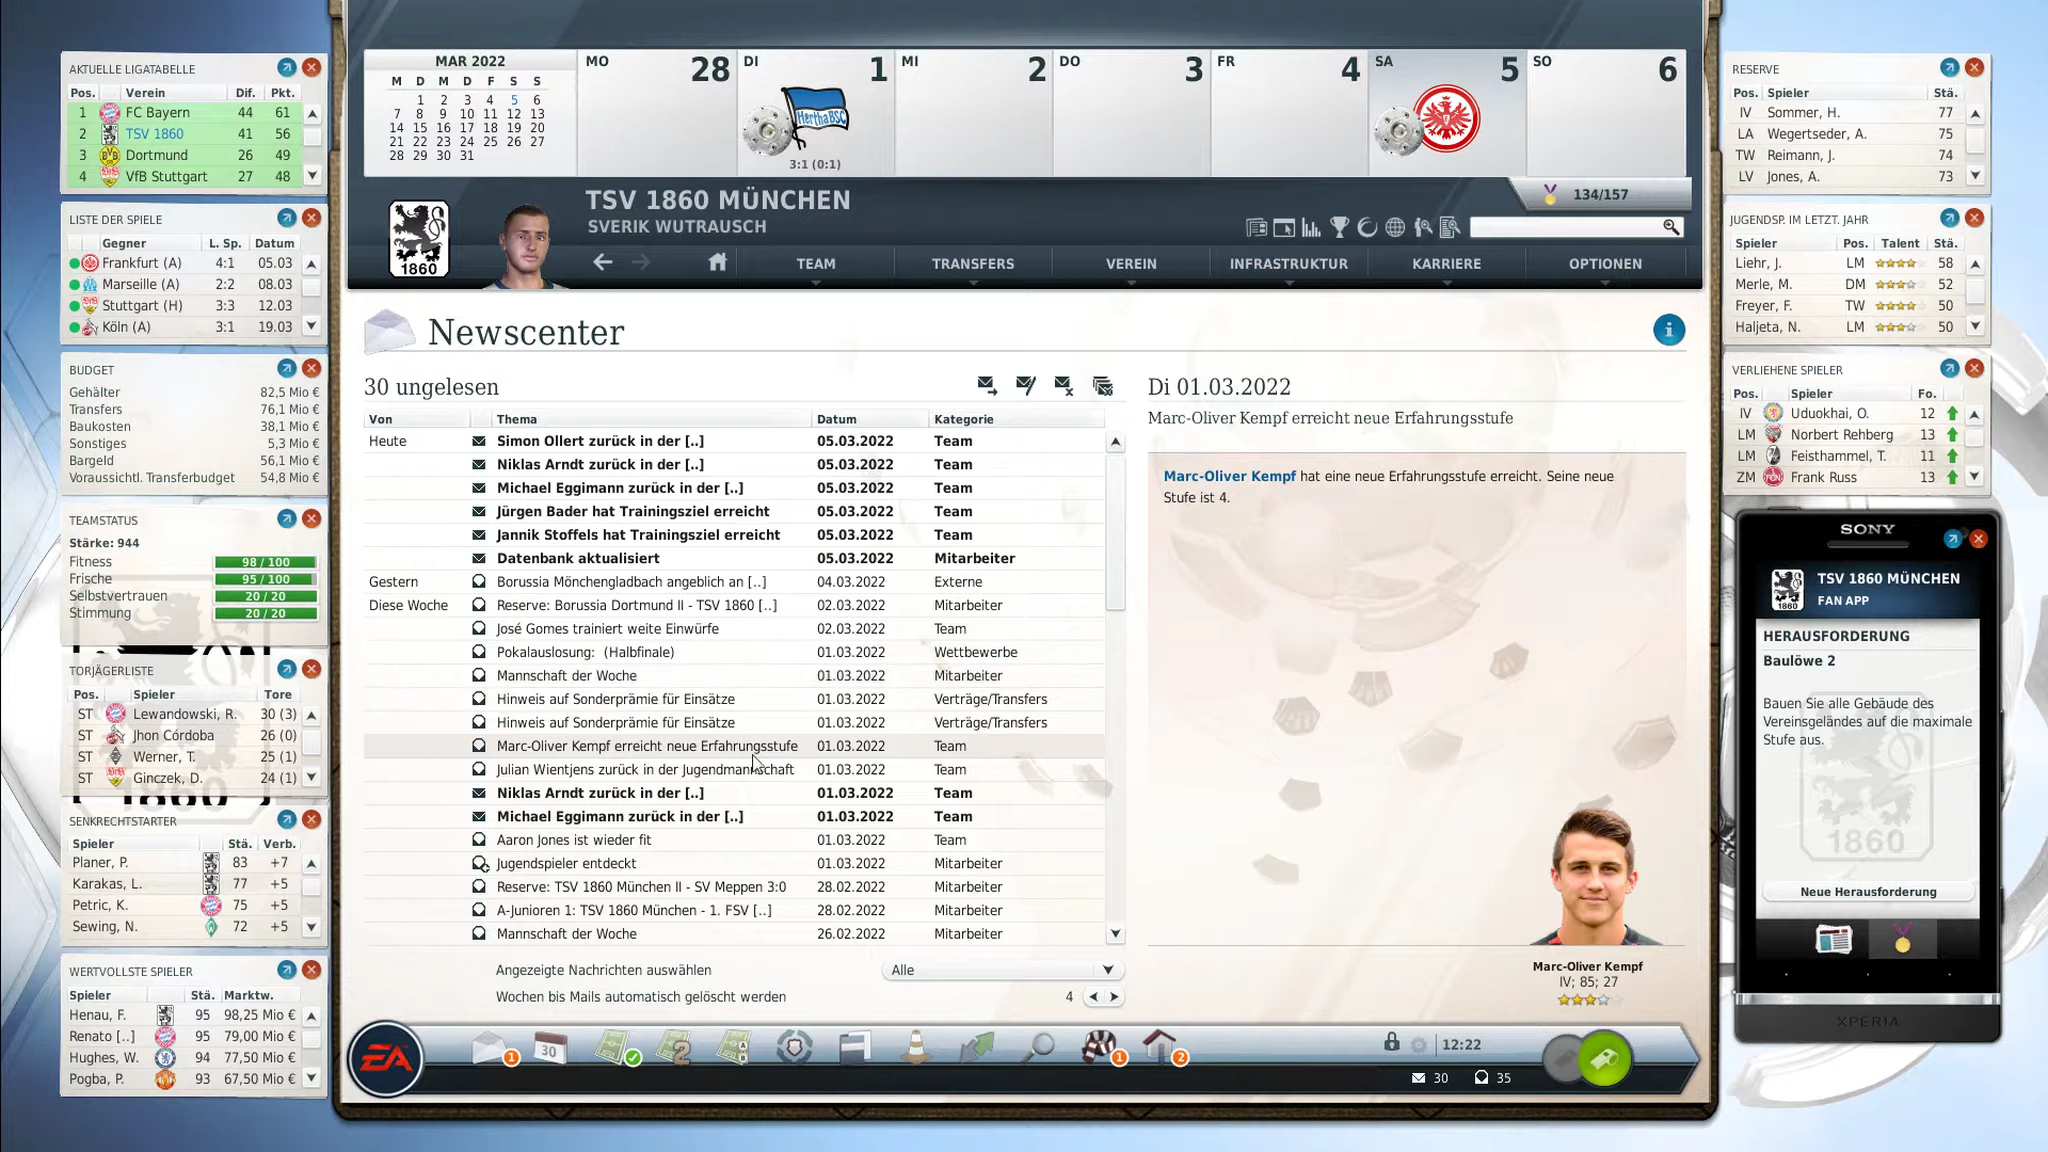 AKTUELLE LIGATABELLE
Pos. Verein Dif. Pkt.
1 FC Bayern 44 61
2 TSV 1860 41 56
3 Dortmund 26 49
4 VfB Stuttgart 27 48
LISTE DER SPIELE
Gegner L. Sp. Datum
Frankfurt (A) 4:1 05.03
Marseille (A) 2:2 08.03
Stuttgart (H) 3:3 12.03
Köln (A) 3:1 19.03
BUDGET
Gehälter 82,5 Mio €
Transfers 76,1 Mio €
Baukosten 38,1 Mio €
Sonstiges 5,3 Mio €
Bargeld 56,1 Mio €
Voraussichtl. Transferbudget 54,8 Mio €
TEAMSTATUS
Stärke: 944
Fitness 98 / 100
Frische 95 / 100
Selbstvertrauen 20 / 20
Stimmung 20 / 20
TORJÄGERLISTE
Pos. Spieler Tore
ST Lewandowski, R. 30 (3)
ST Jhon Córdoba 26 (0)
ST Werner, T. 25 (1)
ST Ginczek, D. 24 (1)
1860
SENKRECHTSTARTER
Spieler Stä. Verb.
Planer, P. 83 +7
Karakas, L. 77 +5
Petric, K. 75 +5
Sewing, N. 72 +5
WERTVOLLSTE SPIELER
Spieler Stä. Marktw.
Henau, F. 95 98,25 Mio €
Renato [..] 95 79,00 Mio €
Hughes, W. 94 77,50 Mio €
Pogba, P. 93 67,50 Mio €
MAR 2022
M D M D F S S
1 2 3 4 5 6
7 8 9 10 11 12 13
14 15 16 17 18 19 20
21 22 23 24 25 26 27
28 29 30 31
MO 28
DI 1
Hertha BSC
3:1 (0:1)
MI 2
DO 3
FR 4
SA 5
SO 6
134/157
1860
TSV 1860 MÜNCHEN
SVERIK WUTRAUSCH
TEAM
TRANSFERS
VEREIN
INFRASTRUKTUR
KARRIERE
OPTIONEN
Newscenter
30 ungelesen
Von Thema Datum Kategorie
Heute Simon Ollert zurück in der [..] 05.03.2022 Team
Niklas Arndt zurück in der [..] 05.03.2022 Team
Michael Eggimann zurück in der [..] 05.03.2022 Team
Jürgen Bader hat Trainingsziel erreicht 05.03.2022 Team
Jannik Stoffels hat Trainingsziel erreicht 05.03.2022 Team
Datenbank aktualisiert 05.03.2022 Mitarbeiter
Gestern Borussia Mönchengladbach angeblich an [..] 04.03.2022 Externe
Diese Woche Reserve: Borussia Dortmund II - TSV 1860 [..] 02.03.2022 Mitarbeiter
José Gomes trainiert weite Einwürfe 02.03.2022 Team
Pokalauslosung: (Halbfinale) 01.03.2022 Wettbewerbe
Mannschaft der Woche 01.03.2022 Mitarbeiter
Hinweis auf Sonderprämie für Einsätze 01.03.2022 Verträge/Transfers
Hinweis auf Sonderprämie für Einsätze 01.03.2022 Verträge/Transfers
Marc-Oliver Kempf erreicht neue Erfahrungsstufe 01.03.2022 Team
Julian Wientjens zurück in der Jugendmannschaft 01.03.2022 Team
Niklas Arndt zurück in der [..] 01.03.2022 Team
Michael Eggimann zurück in der [..] 01.03.2022 Team
Aaron Jones ist wieder fit 01.03.2022 Team
Jugendspieler entdeckt 01.03.2022 Mitarbeiter
Reserve: TSV 1860 München II - SV Meppen 3:0 28.02.2022 Mitarbeiter
A-Junioren 1: TSV 1860 München - 1. FSV [..] 28.02.2022 Mitarbeiter
Mannschaft der Woche 26.02.2022 Mitarbeiter
Angezeigte Nachrichten auswählen Alle
Wochen bis Mails automatisch gelöscht werden 4
Di 01.03.2022
Marc-Oliver Kempf erreicht neue Erfahrungsstufe
Marc-Oliver Kempf hat eine neue Erfahrungsstufe erreicht. Seine neue
Stufe ist 4.
Marc-Oliver Kempf
IV; 85; 27
EA
1
30
2
1
2
12:22
30 35
RESERVE
Pos. Spieler Stä.
IV Sommer, H. 77
LA Wegertseder, A. 75
TW Reimann, J. 74
LV Jones, A. 73
JUGENDSP. IM LETZT. JAHR
Spieler Pos. Talent Stä.
Liehr, J. LM 58
Merle, M. DM 52
Freyer, F. TW 50
Haljeta, N. LM 50
VERLIEHENE SPIELER
Pos. Spieler Fo.
IV Uduokhai, O. 12
LM Norbert Rehberg 13
LM Feisthammel, T. 11
ZM Frank Russ 13
SONY
1860
TSV 1860 MÜNCHEN
FAN APP
HERAUSFORDERUNG
Baulöwe 2
Bauen Sie alle Gebäude des
Vereinsgeländes auf die maximale
Stufe aus.
1860
Neue Herausforderung
XPERIA